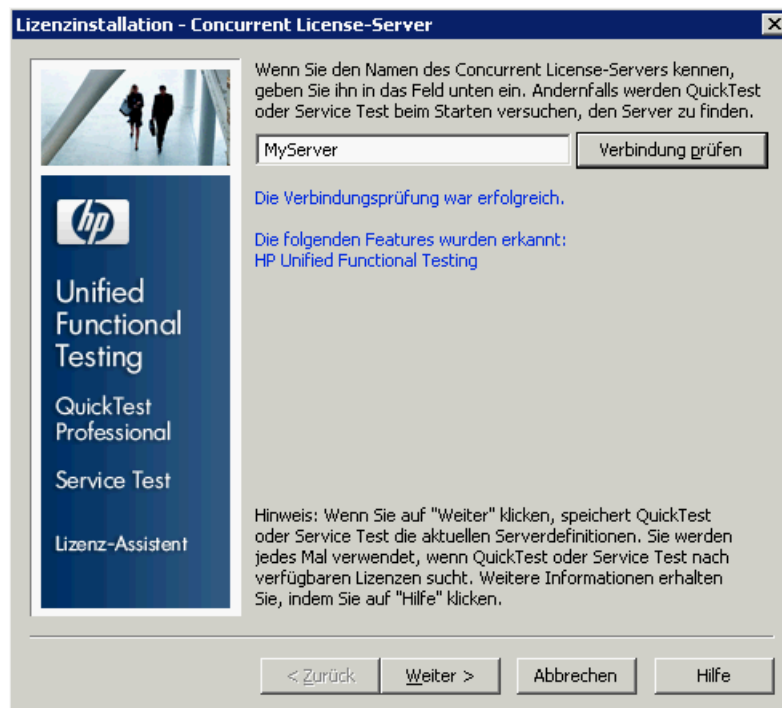 Lizenzinstallation - Concurrent License-Server
Wenn Sie den Namen des Concurrent License-Servers kennen,
geben Sie ihn in das Feld unten ein. Andernfalls werden QuickTest
oder Service Test beim Starten versuchen, den Server zu finden.
MyServer
Verbindung prüfen
Die Verbindungsprüfung war erfolgreich.
Die folgenden Features wurden erkannt:
HP Unified Functional Testing
hp
Unified
Functional
Testing
QuickTest
Professional
Service Test
Lizenz-Assistent
Hinweis: Wenn Sie auf "Weiter" klicken, speichert QuickTest
oder Service Test die aktuellen Serverdefinitionen. Sie werden
jedes Mal verwendet, wenn QuickTest oder Service Test nach
verfügbaren Lizenzen sucht. Weitere Informationen erhalten
Sie, indem Sie auf "Hilfe" klicken.
< Zurück
Weiter >
Abbrechen
Hilfe